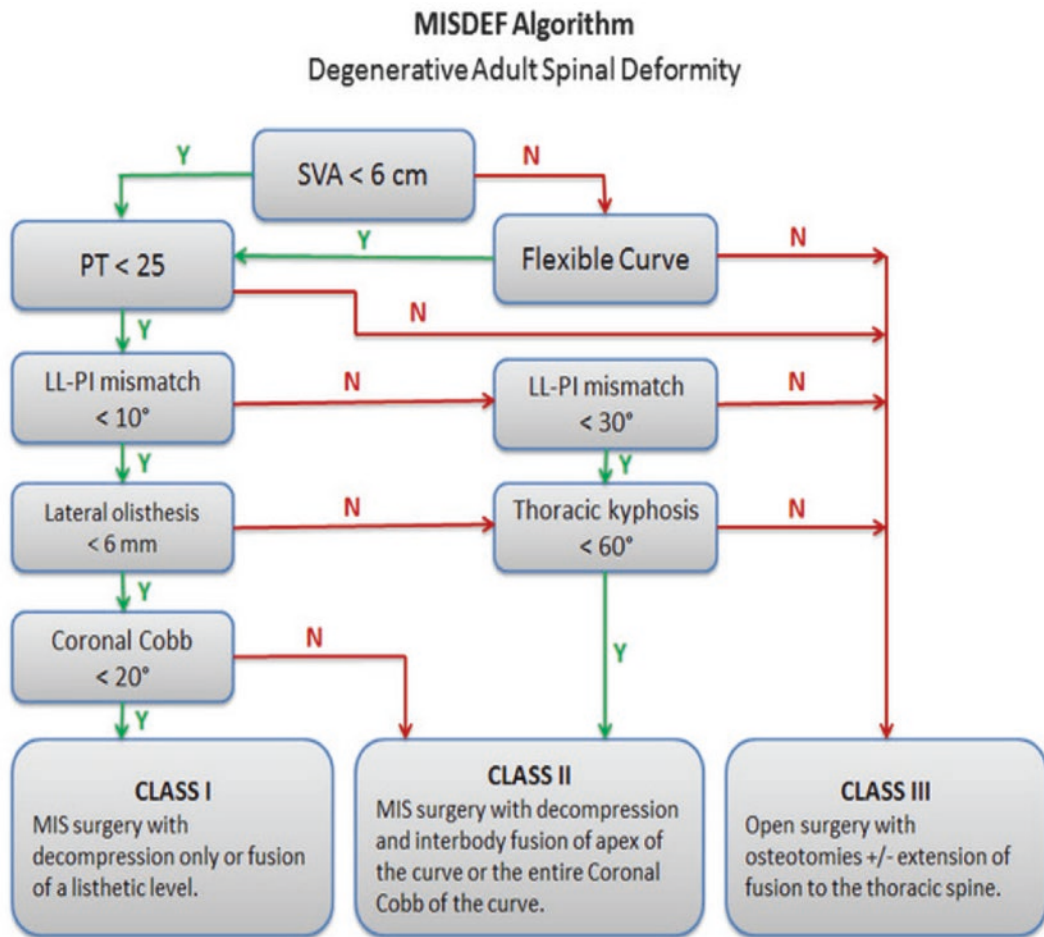 MISDEF Algorithm
Degenerative Adult Spinal Deformity
Y
SVA < 6 cm
N
PT < 25
Y
Flexible Curve
N
N
Y
LL-PI mismatch
< 10°
N
LL-PI mismatch
< 30°
N
Y
Y
Lateral olisthesis
< 6 mm
N
Thoracic kyphosis
< 60°
N
Y
Coronal Cobb
< 20°
N
Y
Y
CLASS I
MIS surgery with
decompression only or fusion
of a listhetic level.
CLASS II
MIS surgery with decompression
and interbody fusion of apex of
the curve or the entire Coronal
Cobb of the curve.
CLASS III
Open surgery with
osteotomies +/- extension of
fusion to the thoracic spine.